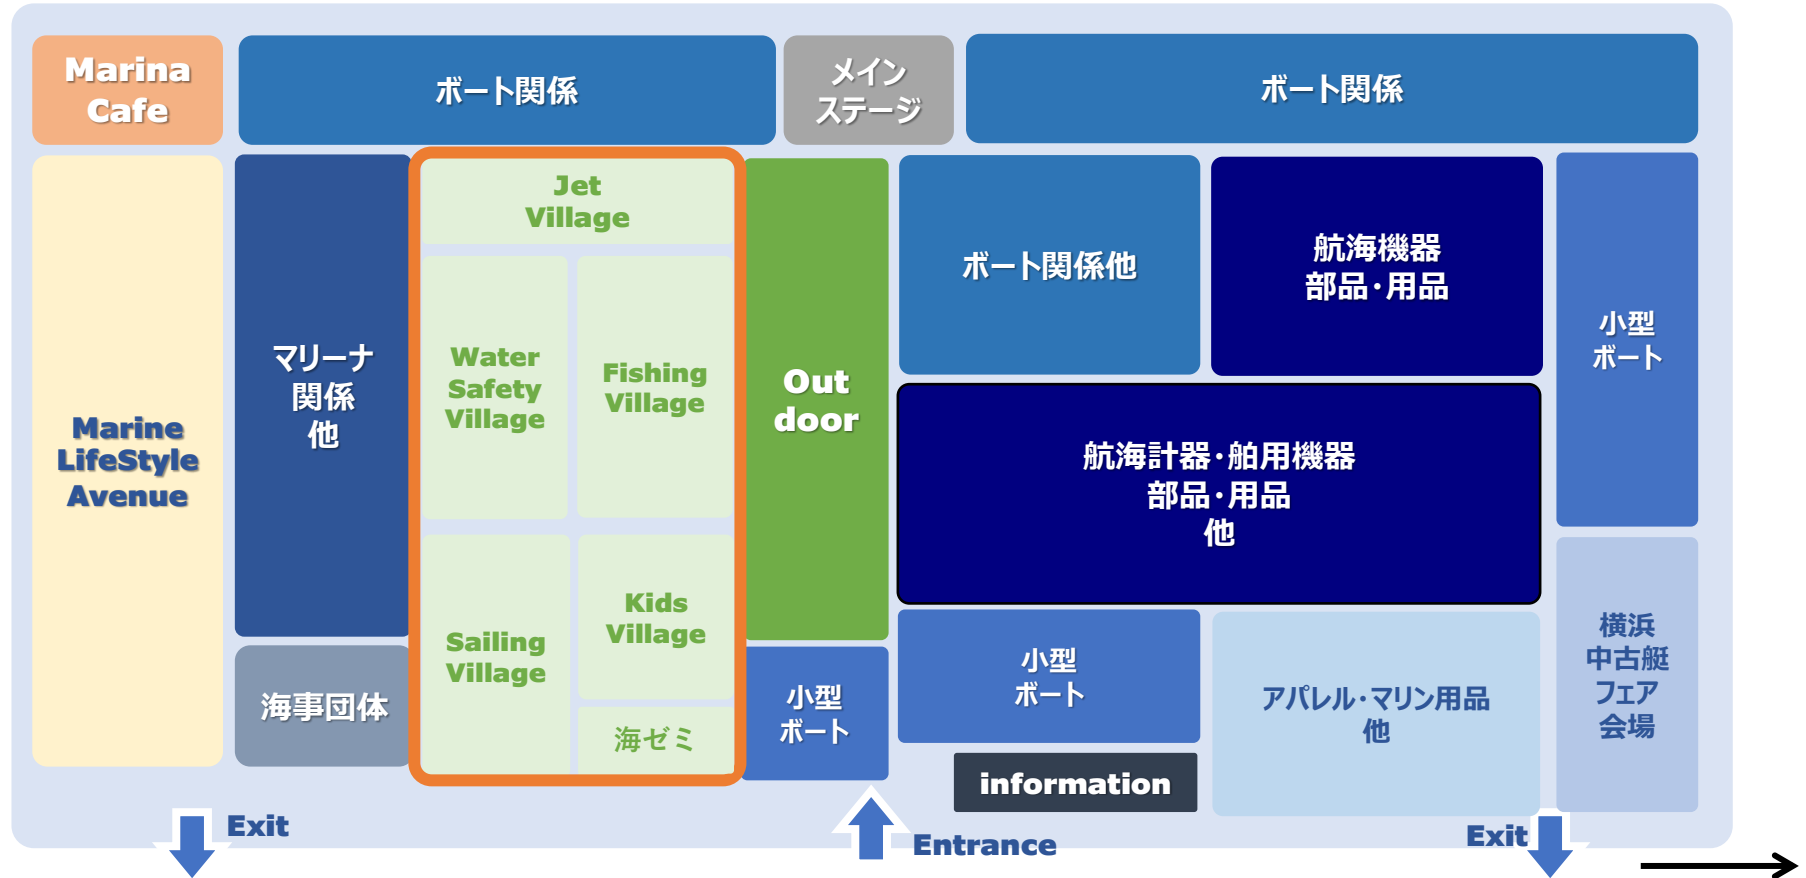 Marina
Cafe
ボート関係
メイン
ステージ
ボート関係
Marine
LifeStyle
Avenue
マリーナ
関係
他
海事団体
Jet
Village
Water
Safety
Village
Fishing
Village
Sailing
Village
Kids
Village
海ゼミ
Out
door
小型
ボート
ボート関係他
航海機器
部品・用品
航海計器・舶用機器
部品・用品
他
小型
ボート
information
アパレル・マリン用品
他
小型
ボート
横浜
中古艇
フェア
会場
Exit
Entrance
Exit